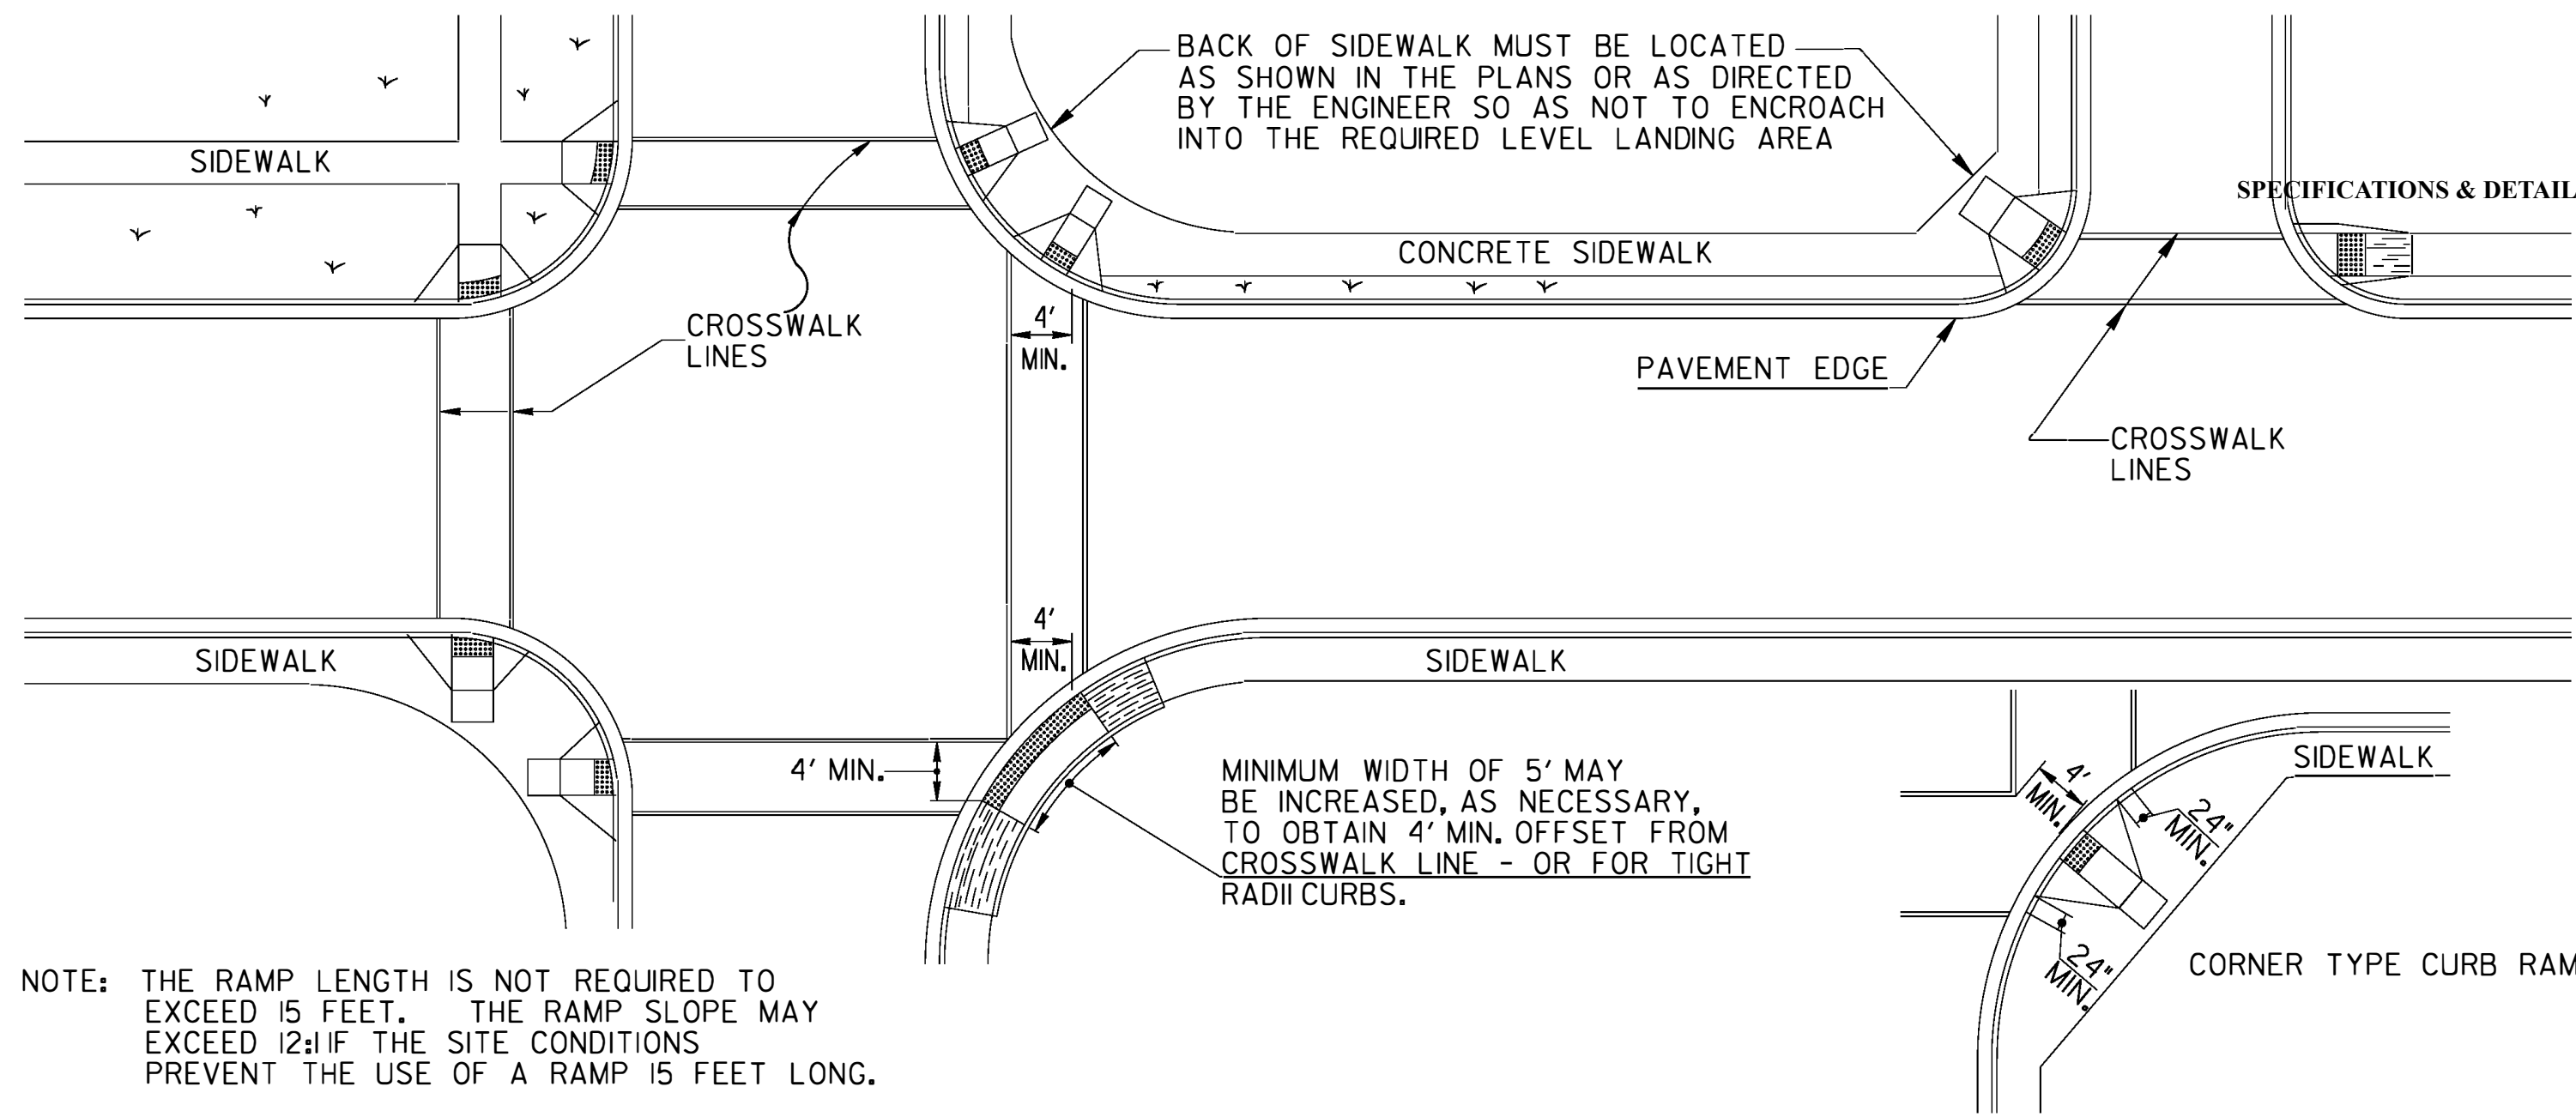 BACK OF SIDEWALK MUST BE LOCATED
AS SHOWN IN THE PLANS OR AS DIRECTED
BY THE ENGINEER SO AS NOT TO ENCROACH
INTO THE REQUIRED LEVEL LANDING AREA
SIDEWALK
SPECIFICATIONS & DETAIL
CONCRETE SIDEWALK
CROSSWALK
LINES
4'
MIN.
PAVEMENT EDGE
CROSSWALK
LINES
4'
MIN.
SIDEWALK
SIDEWALK
4' MIN.
MINIMUM WIDTH OF 5' MAY
BE INCREASED, AS NECESSARY,
TO OBTAIN 4' MIN. OFFSET FROM
CROSSWALK LINE - OR FOR TIGHT
RADII CURBS.
SIDEWALK
4'
MIN.
24"
MIN.
24"
MIN.
CORNER TYPE CURB RAM
NOTE: THE RAMP LENGTH IS NOT REQUIRED TO
EXCEED 15 FEET. THE RAMP SLOPE MAY
EXCEED 12:1 IF THE SITE CONDITIONS
PREVENT THE USE OF A RAMP 15 FEET LONG.